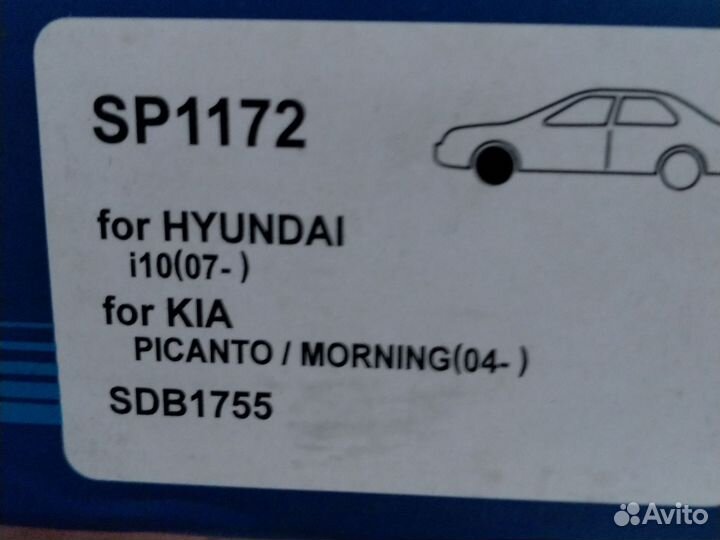 SP1172
for HYUNDAI
i10(07- )
for KIA
PICANTO / MORNING(04- )
SDB1755
Avito